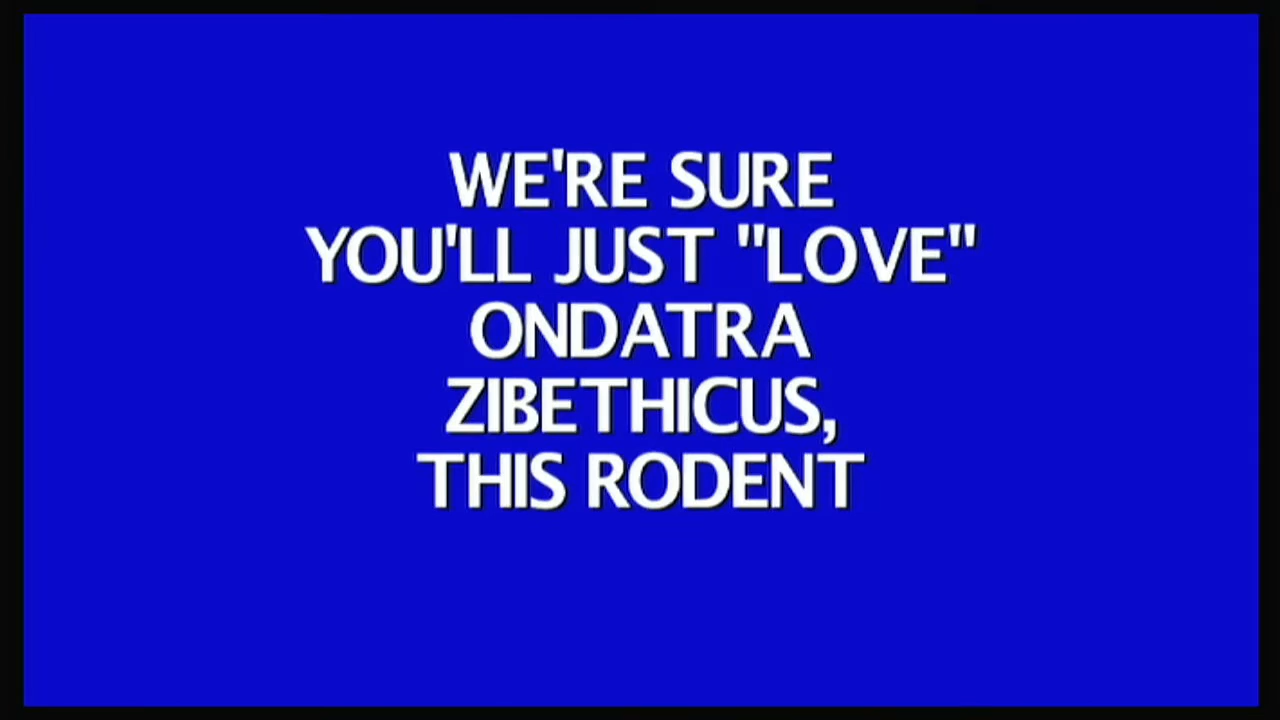 WE'RE SURE
YOU'LL JUST "LOVE"
ONDATRA
ZIBETHICUS,
THIS RODENT